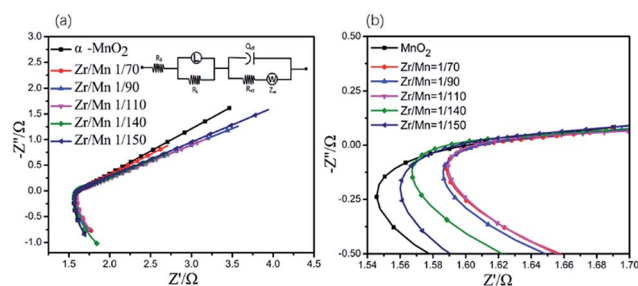 (a)
3.0
2.5
2.0
1.5
1.0
0.5
0.0
-0.5
-1.0
-Z''/Ω
α -MnO₂
Zr/Mn 1/70
Zr/Mn 1/90
Zr/Mn 1/110
Zr/Mn 1/140
Zr/Mn 1/150
L
W
1.5 2.0 2.5 3.0 3.5 4.0 4.5
Z'/Ω
(b)
0.50
0.25
0.00
-0.25
-0.50
-Z''/Ω
MnO₂
Zr/Mn=1/70
Zr/Mn=1/90
Zr/Mn=1/110
Zr/Mn=1/140
Zr/Mn=1/150
1.54 1.56 1.58 1.60 1.62 1.64 1.66 1.68 1.70
Z'/Ω